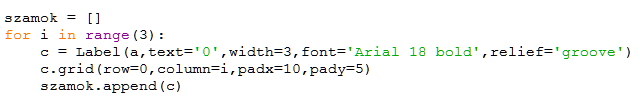 szamok = []
for i in range(3):
    c = Label(a,text='0',width=3,font='Arial 18 bold',relief='groove')
    c.grid(row=0,column=i,padx=10,pady=5)
    szamok.append(c)